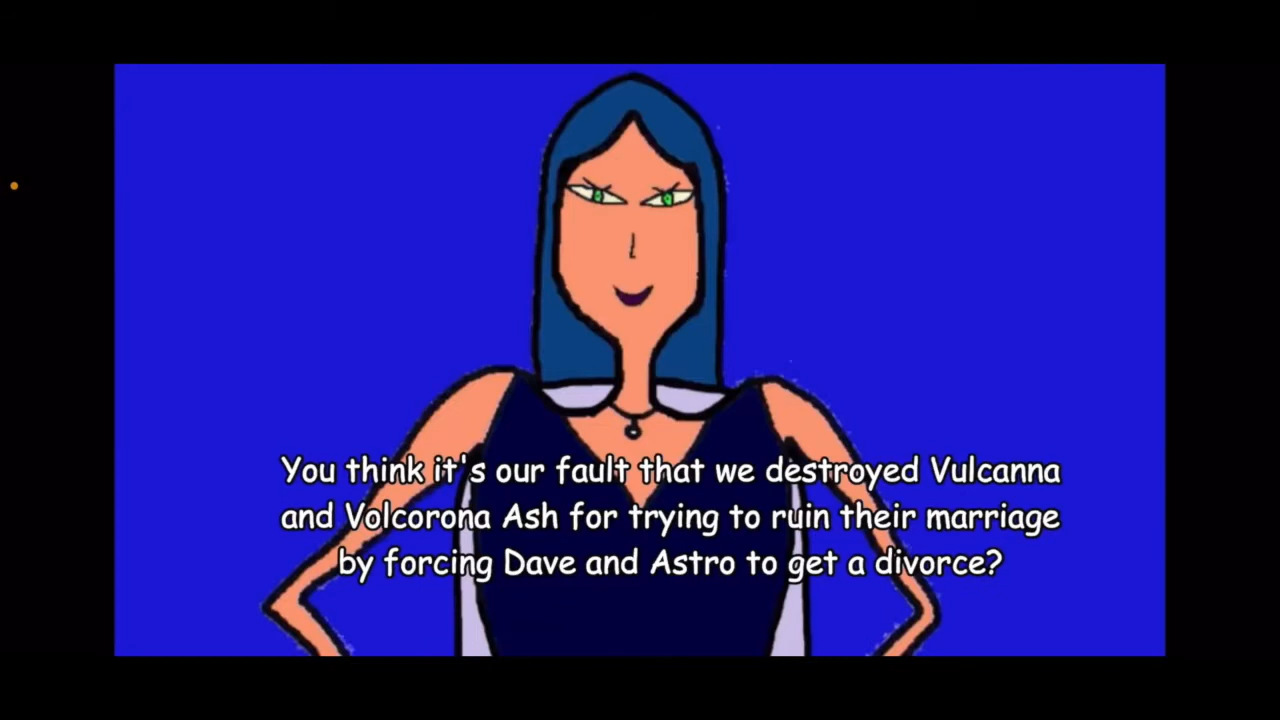 You think it's our fault that we destroyed Vulcanna
and Volcorona Ash for trying to ruin their marriage
by forcing Dave and Astro to get a divorce?